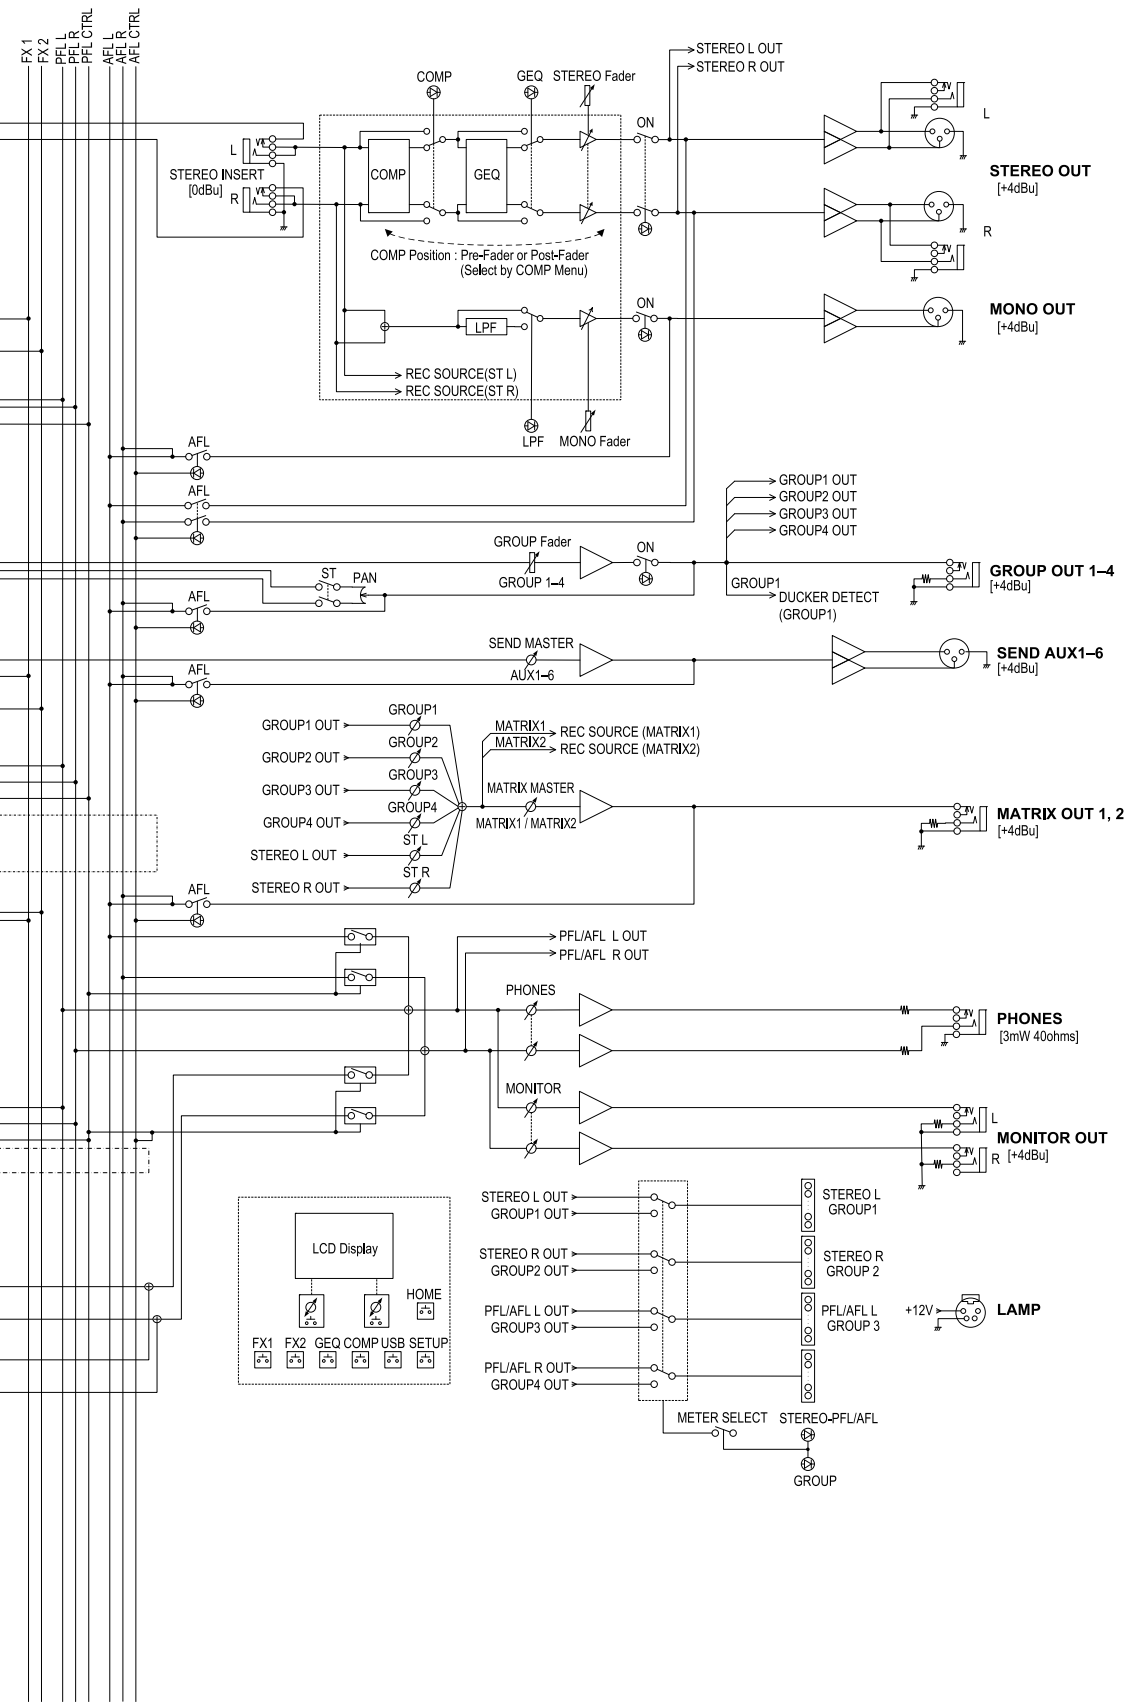 FX 1
FX 2
PFL L
PFL R
PFL CTRL
AFL L
AFL R
AFL CTRL
STEREO L OUT
STEREO R OUT
COMP
GEQ
STEREO Fader
ON
L
STEREO INSERT
[0dBu]
R
COMP
GEQ
COMP Position : Pre-Fader or Post-Fader
(Select by COMP Menu)
L
STEREO OUT
[+4dBu]
R
ON
LPF
MONO OUT
[+4dBu]
REC SOURCE(ST L)
REC SOURCE(ST R)
LPF
MONO Fader
AFL
AFL
GROUP1 OUT
GROUP2 OUT
GROUP3 OUT
GROUP4 OUT
GROUP Fader
ON
GROUP 1–4
ST
PAN
AFL
GROUP1
DUCKER DETECT
(GROUP1)
GROUP OUT 1–4
[+4dBu]
SEND MASTER
AUX1–6
AFL
SEND AUX1–6
[+4dBu]
GROUP1 OUT
GROUP1
GROUP2 OUT
GROUP2
GROUP3 OUT
GROUP3
GROUP4 OUT
GROUP4
STEREO L OUT
ST L
STEREO R OUT
ST R
MATRIX1
REC SOURCE (MATRIX1)
MATRIX2
REC SOURCE (MATRIX2)
MATRIX MASTER
MATRIX1 / MATRIX2
MATRIX OUT 1, 2
[+4dBu]
AFL
PFL/AFL L OUT
PFL/AFL R OUT
PHONES
PHONES
[3mW 40ohms]
MONITOR
L
MONITOR OUT
R [+4dBu]
LCD Display
HOME
FX1 FX2 GEQ COMP USB SETUP
STEREO L OUT
GROUP1 OUT
STEREO L
GROUP1
STEREO R OUT
GROUP2 OUT
STEREO R
GROUP 2
PFL/AFL L OUT
GROUP3 OUT
PFL/AFL L
GROUP 3
PFL/AFL R OUT
GROUP4 OUT
+12V
LAMP
METER SELECT
STEREO-PFL/AFL
GROUP